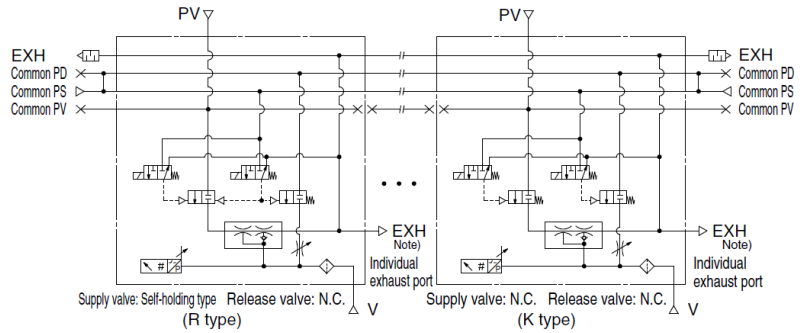 PV
PV
EXH
EXH
Common PD
Common PD
Common PS
Common PS
Common PV
Common PV
EXH
Note)
Individual
exhaust port
EXH
Note)
Individual
exhaust port
#
P
#
P
V
V
Supply valve: Self-holding type Release valve: N.C.
(R type)
Supply valve: N.C. Release valve: N.C.
(K type)